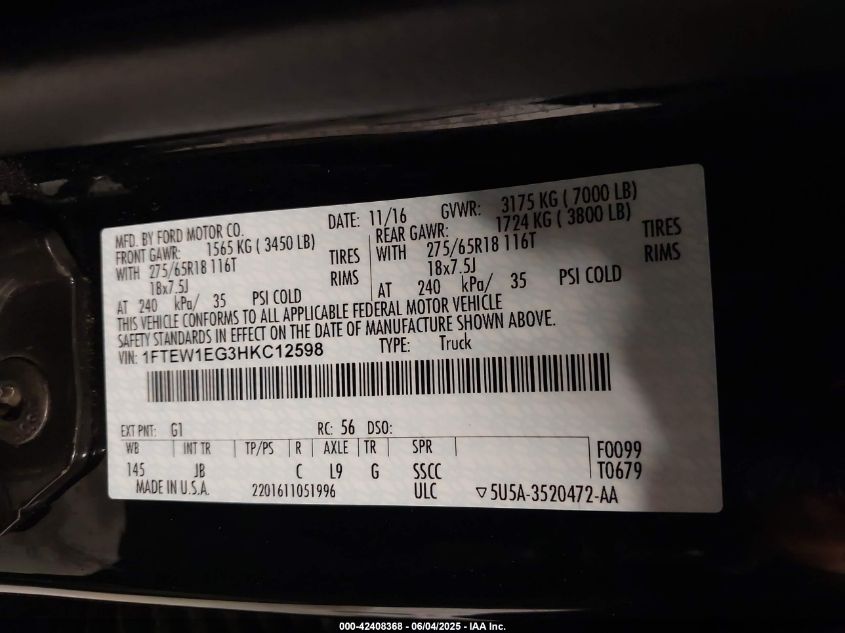 MFD. BY FORD MOTOR CO. DATE: 11/16 GVWR: 3175 KG ( 7000 LB)
FRONT GAWR: 1565 KG ( 3450 LB) REAR GAWR: 1724 KG ( 3800 LB)
WITH 275/65R18 116T TIRES WITH 275/65R18 116T TIRES
18x7.5J RIMS 18x7.5J RIMS
AT 240 kPa/ 35 PSI COLD AT 240 kPa/ 35 PSI COLD
THIS VEHICLE CONFORMS TO ALL APPLICABLE FEDERAL MOTOR VEHICLE
SAFETY STANDARDS IN EFFECT ON THE DATE OF MANUFACTURE SHOWN ABOVE.
VIN: 1FTEW1EG3HKC12598 TYPE: Truck
EXT PNT: G1 RC: 56 DSO:
WB INT TR TP/PS R AXLE TR SPR F0099
145 JB C L9 G SSCC T0679
MADE IN U.S.A. 2201611051996 ULC ▽5U5A-3520472-AA
000-42408368 - 06/04/2025 - IAA Inc.